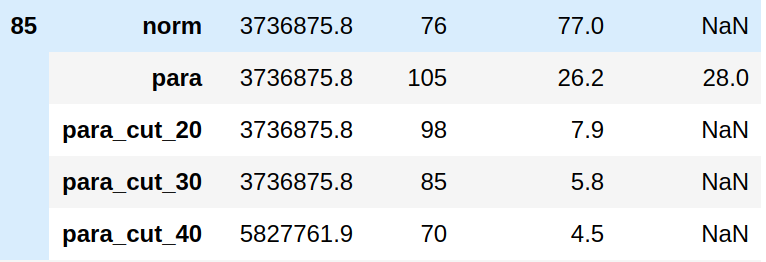 85 norm 3736875.8 76 77.0 NaN
para 3736875.8 105 26.2 28.0
para_cut_20 3736875.8 98 7.9 NaN
para_cut_30 3736875.8 85 5.8 NaN
para_cut_40 5827761.9 70 4.5 NaN